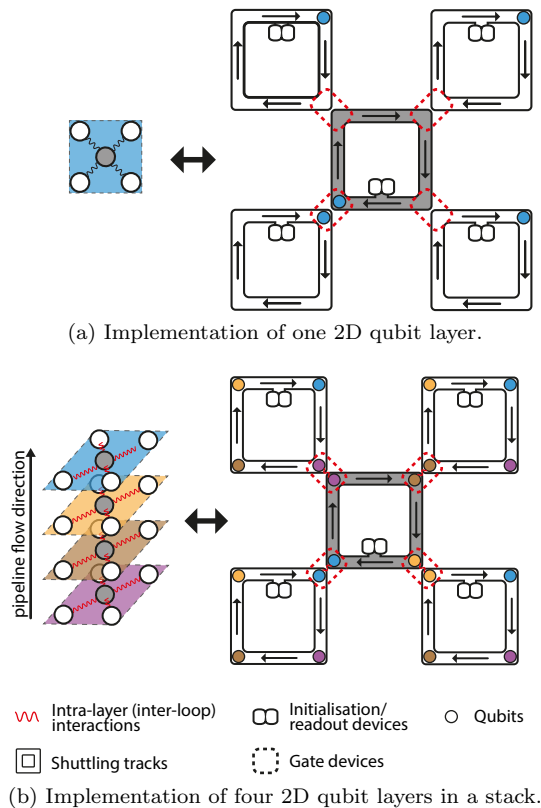 (a) Implementation of one 2D qubit layer.
pipeline flow direction
Intra-layer (inter-loop)
interactions
Initialisation/
readout devices
Qubits
Shuttling tracks
Gate devices
(b) Implementation of four 2D qubit layers in a stack.